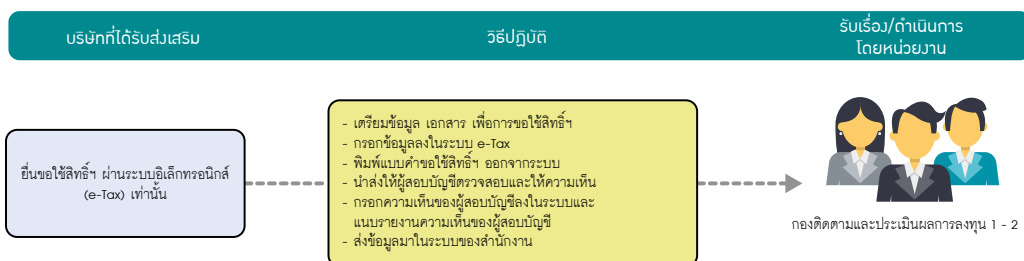 บริษัทที่ได้รับส่งเสริม
วิธีปฏิบัติ
รับเรื่อง/ดำเนินการ
โดยหน่วยงาน
ยื่นขอใช้สิทธิ์ฯ ผ่านระบบอิเล็กทรอนิกส์
(e-Tax) เท่านั้น
- เตรียมข้อมูล เอกสาร เพื่อการขอใช้สิทธิ์ฯ
- กรอกข้อมูลลงในระบบ e-Tax
- พิมพ์แบบคำขอใช้สิทธิ์ฯ ออกจากระบบ
- นำส่งให้ผู้สอบบัญชีตรวจสอบและให้ความเห็น
- กรอกความเห็นของผู้สอบบัญชีลงในระบบและ
แนบรายงานความเห็นของผู้สอบบัญชี
- ส่งข้อมูลมาในระบบของสำนักงาน
กองติดตามและประเมินผลการลงทุน 1 - 2